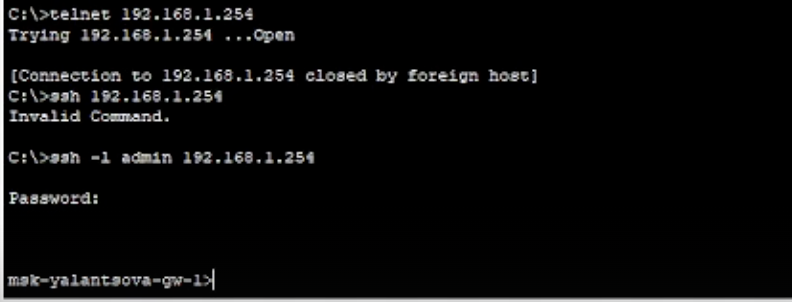 C:\>telnet 192.168.1.254
Trying 192.168.1.254 ...Open
[Connection to 192.168.1.254 closed by foreign host]
C:\>ssh 192.168.1.254
Invalid Command.
C:\>ssh -l admin 192.168.1.254
Password:
msk-yalantsova-gw-1>